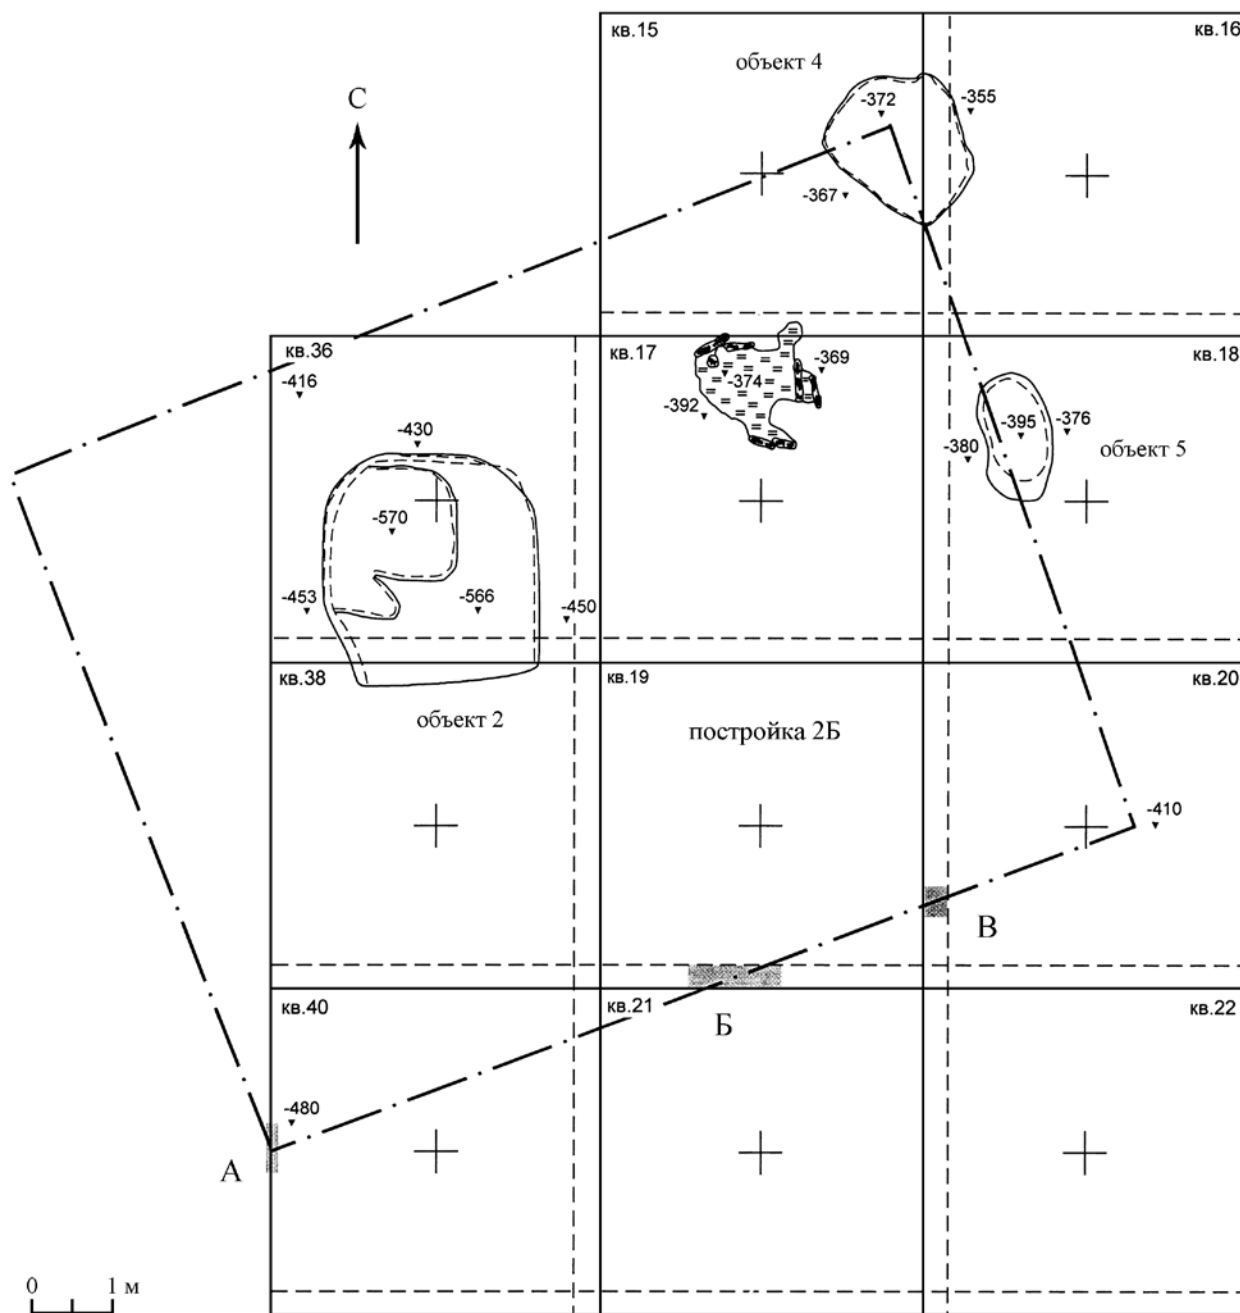 кв.15
кв.16
объект 4
С
-372
-355
-367
кв.36
-416
кв.17
-374
-369
-392
кв.18
-395
-376
-380
объект 5
-430
-570
-453
-566
-450
кв.38
объект 2
кв.19
постройка 2Б
кв.20
-410
В
кв.40
-480
А
кв.21
Б
кв.22
0 1 м